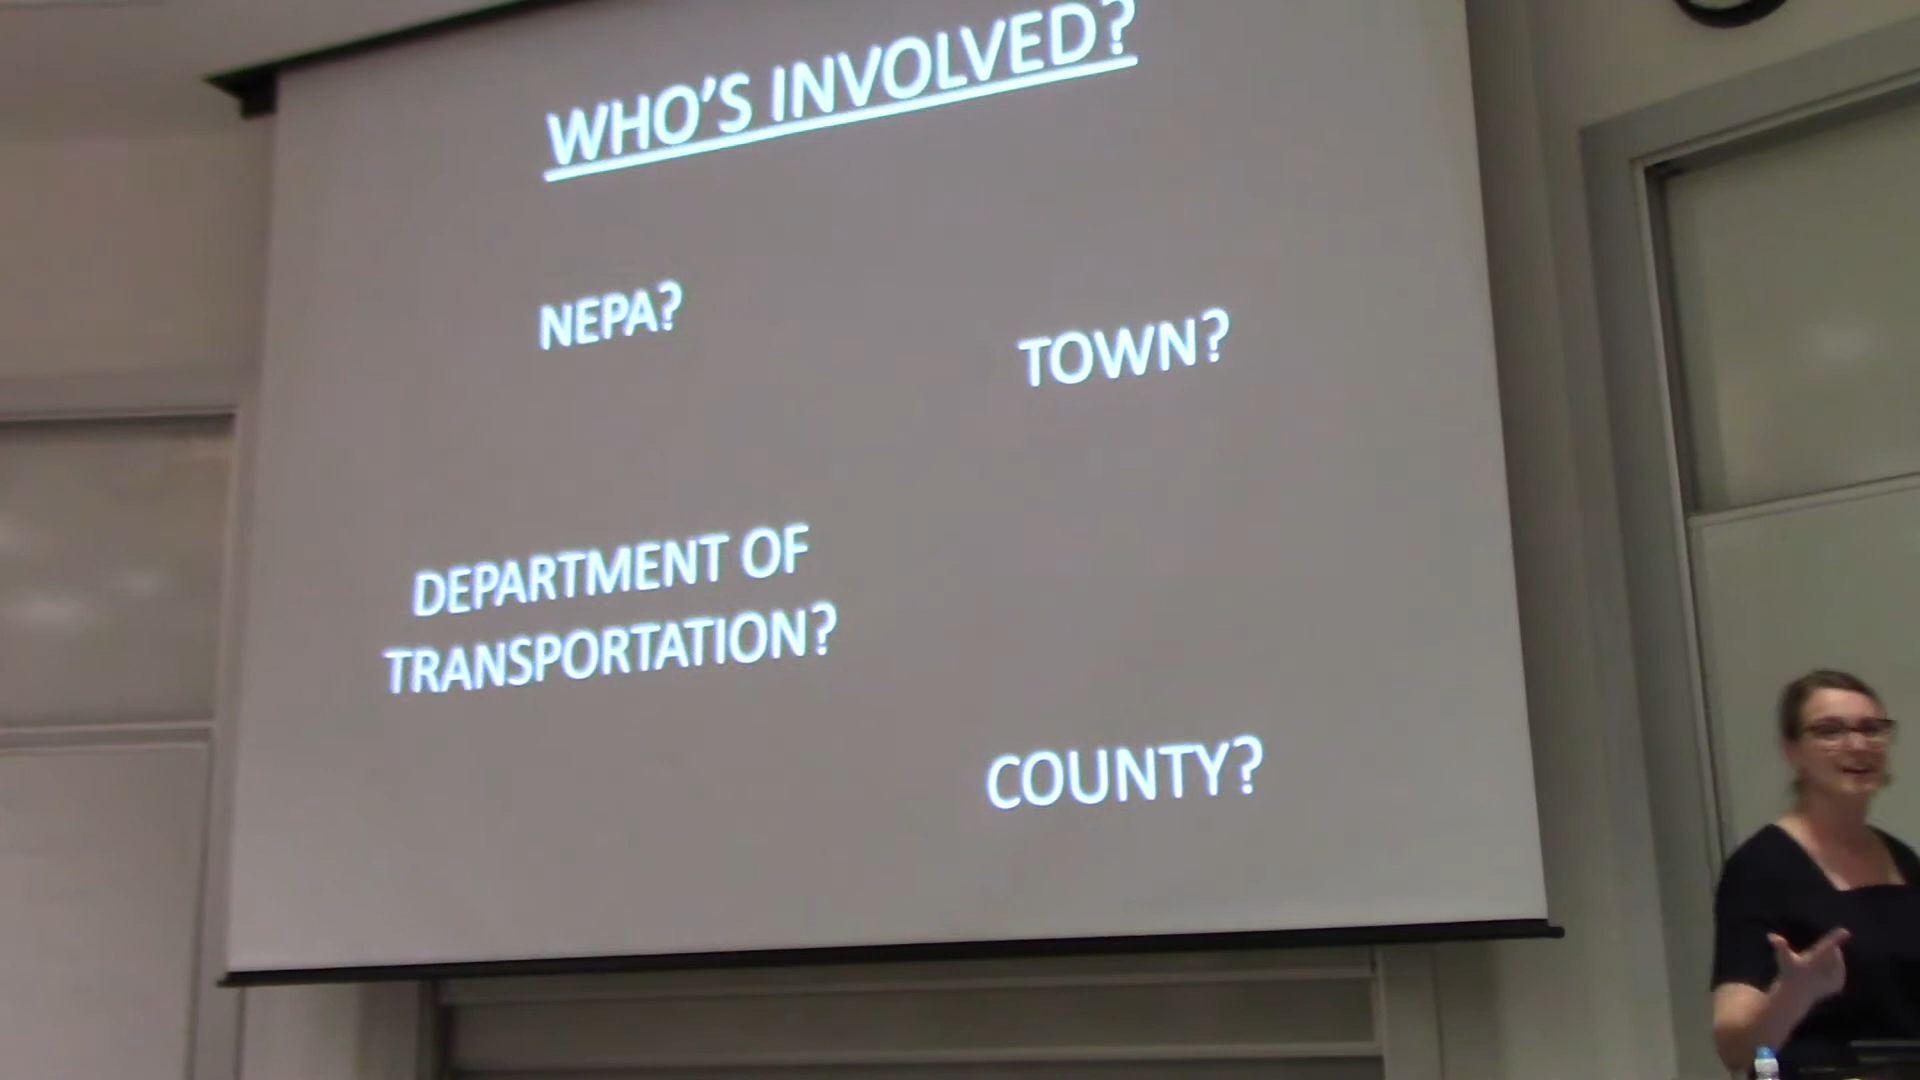 WHO'S INVOLVED?
NEPA?
TOWN?
DEPARTMENT OF
TRANSPORTATION?
COUNTY?